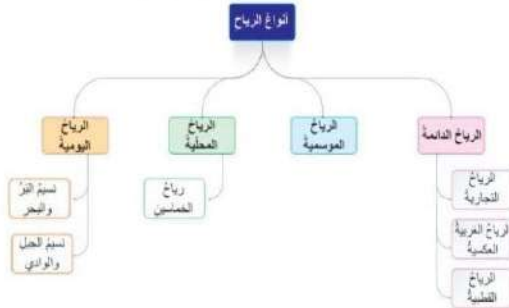 أنواعُ الرياح
الرياحُ الدائمةُ
الرياحُ
الموسميةُ
الرياحُ
المحليةُ
الرياحُ
اليوميةُ
الرياحُ
التجاريةُ
الرياحُ الغربيةُ
العكسيةُ
الرياحُ
القطبيةُ
رياحُ
الخماسين
نسيمُ البَرِّ
والبحر
نسيمُ الجبلِ
والوادي